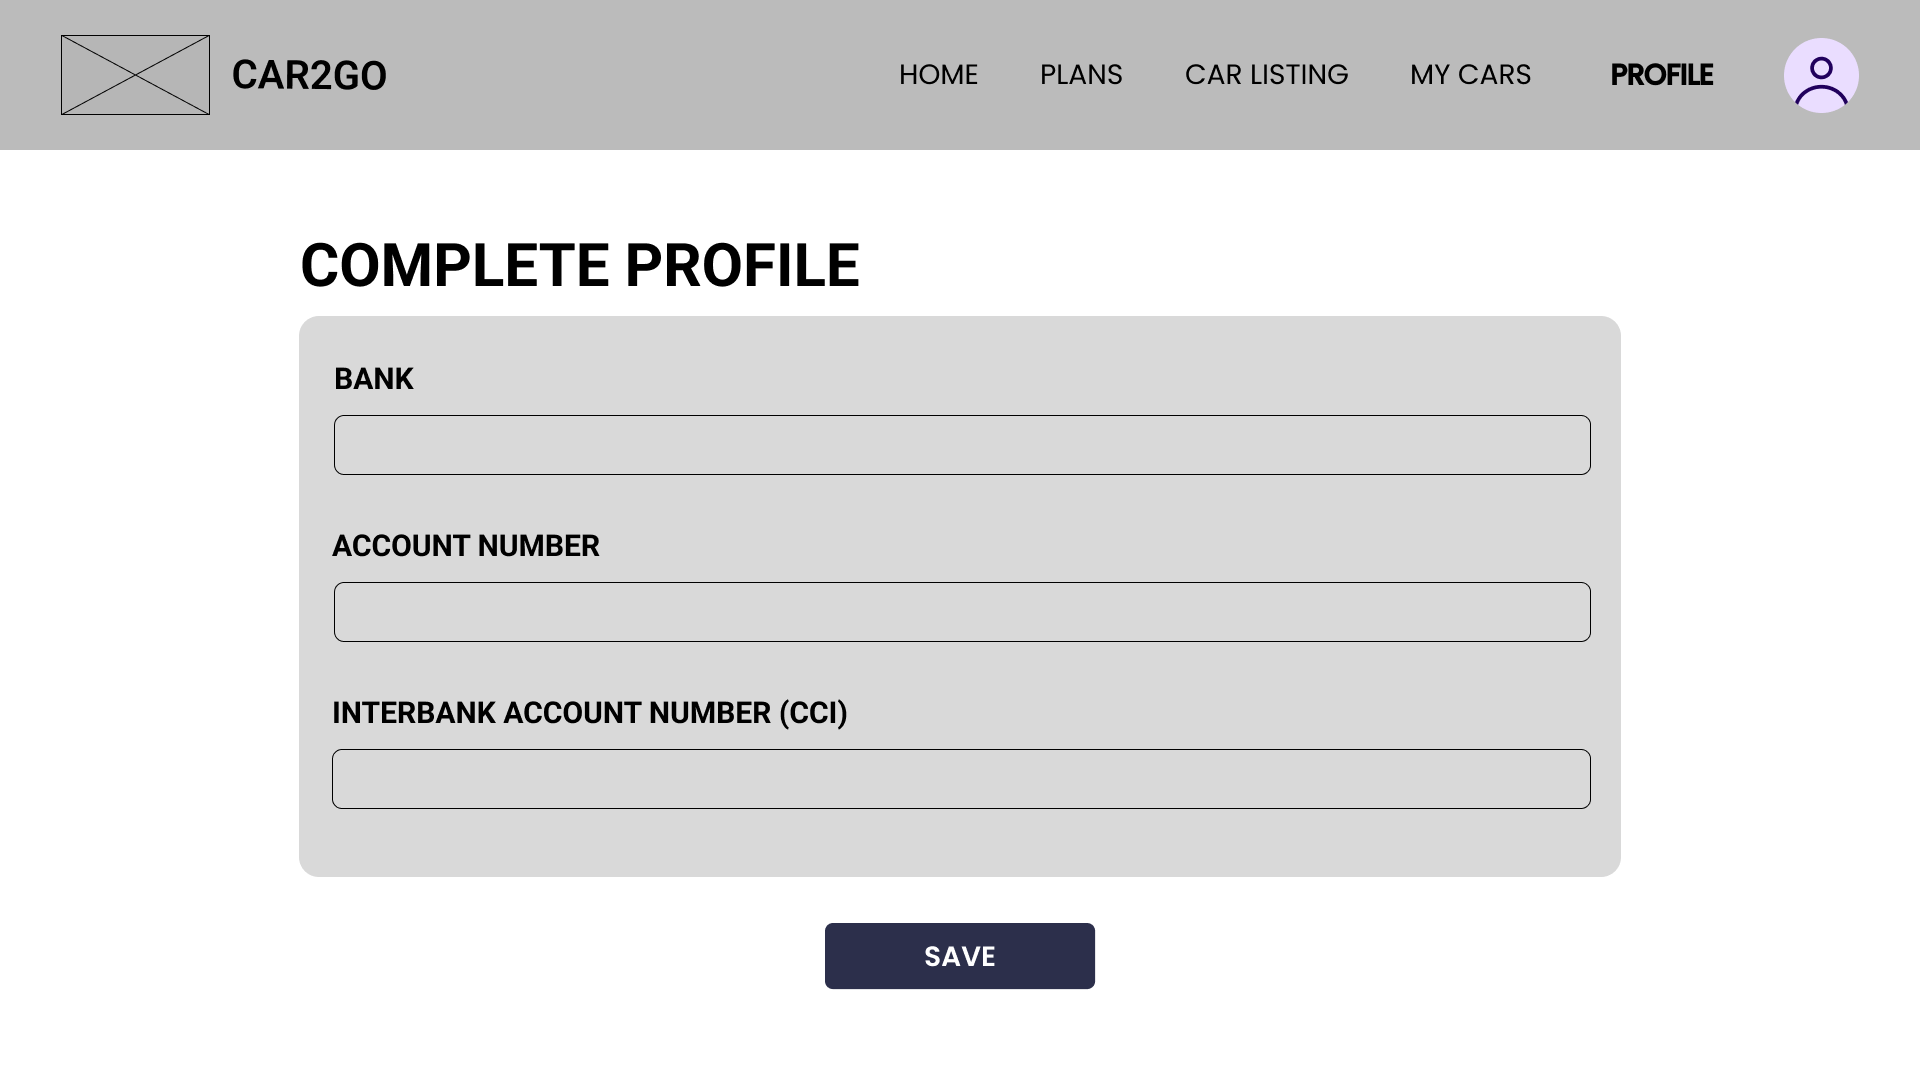 CAR2GO
HOME PLANS CAR LISTING MY CARS PROFILE
COMPLETE PROFILE
BANK
ACCOUNT NUMBER
INTERBANK ACCOUNT NUMBER (CCI)
SAVE